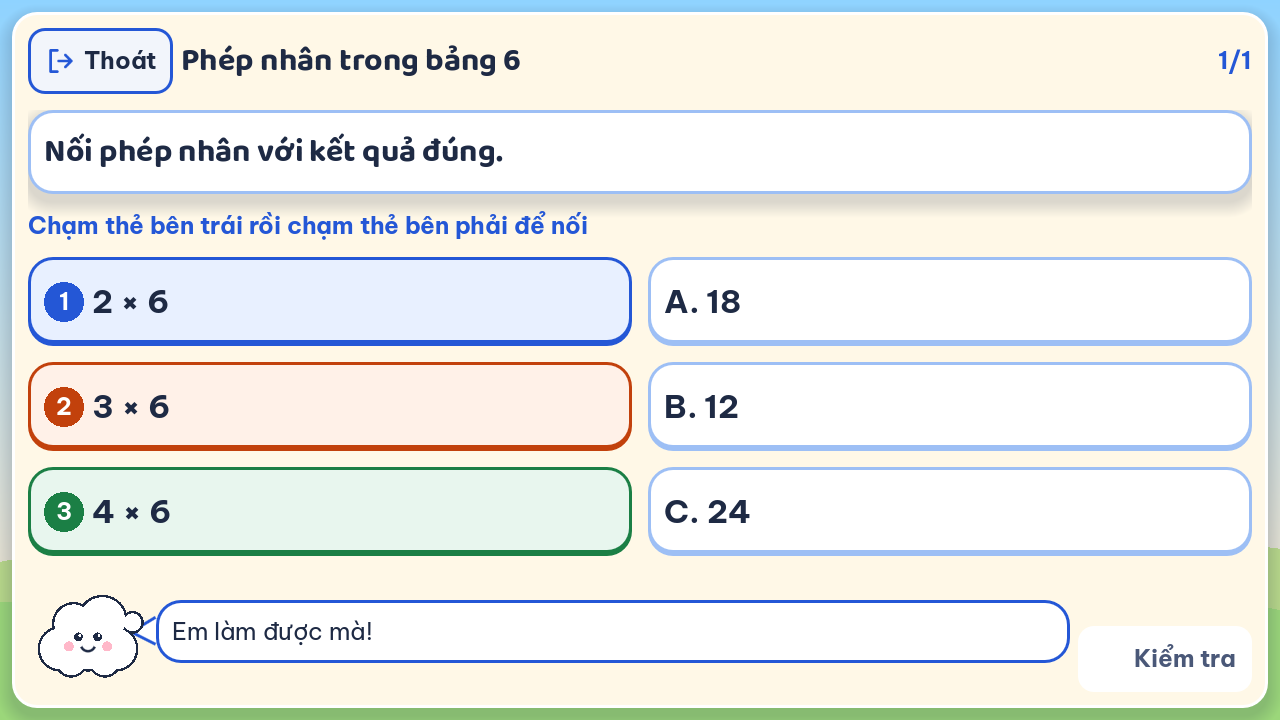 Thoát
Phép nhân trong bảng 6
1/1
Nối phép nhân với kết quả đúng.
Chạm thẻ bên trái rồi chạm thẻ bên phải để nối
1 2 × 6
A. 18
2 3 × 6
B. 12
3 4 × 6
C. 24
Em làm được mà!
Kiểm tra